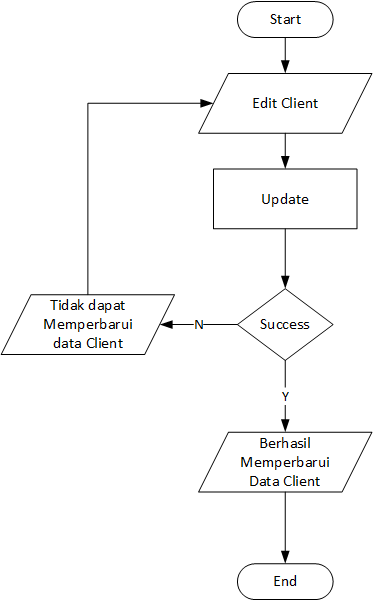 Start
Edit Client
Update
Success
N
Tidak dapat
Memperbarui
data Client
Y
Berhasil
Memperbarui
Data Client
End